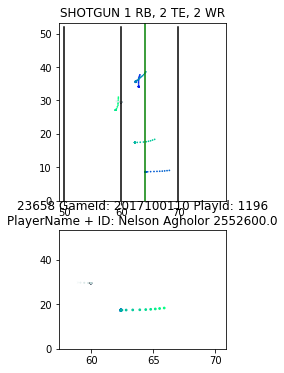 SHOTGUN 1 RB, 2 TE, 2 WR
50
40
30
20
10
0
50 60 70
23658 GameId: 2017100110 PlayId: 1196
PlayerName + ID: Nelson Agholor 2552600.0
40
20
0
60 65 70